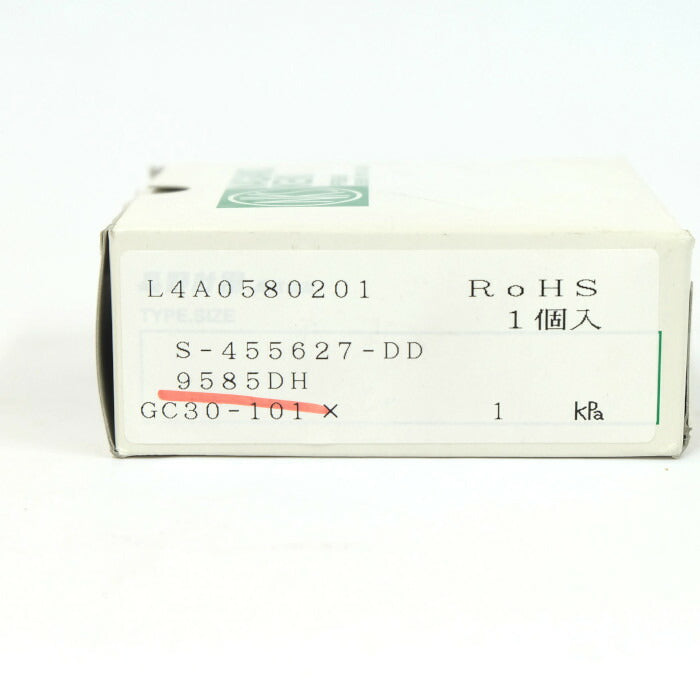 L4A0580201 RoHS
1個入
TYPE.SIZE
S-455627-DD
9585DH
GC30-101× 1 kPa